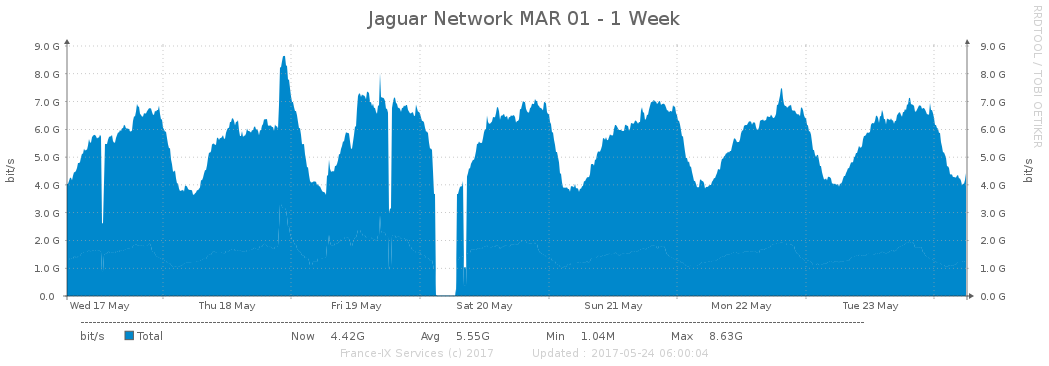 Jaguar Network MAR 01 - 1 Week
RRDTOOL / TOBI OETIKER
bit/s
9.0 G
8.0 G
7.0 G
6.0 G
5.0 G
4.0 G
3.0 G
2.0 G
1.0 G
0.0
9.0 G
8.0 G
7.0 G
6.0 G
5.0 G
4.0 G
3.0 G
2.0 G
1.0 G
0.0 G
bit/s
Wed 17 May Thu 18 May Fri 19 May Sat 20 May Sun 21 May Mon 22 May Tue 23 May
bit/s Total Now 4.42G Avg 5.55G Min 1.04M Max 8.63G
France-IX Services (c) 2017 Updated : 2017-05-24 06:00:04